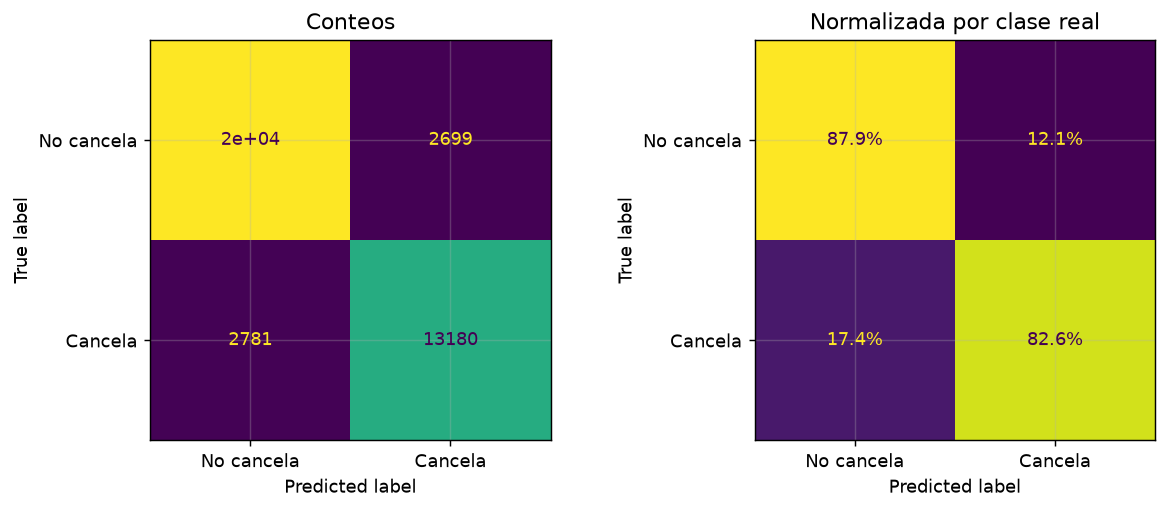 Conteos
No cancela
2e+04
2699
True label
Cancela
2781
13180
No cancela
Cancela
Predicted label
Normalizada por clase real
No cancela
87.9%
12.1%
True label
Cancela
17.4%
82.6%
No cancela
Cancela
Predicted label